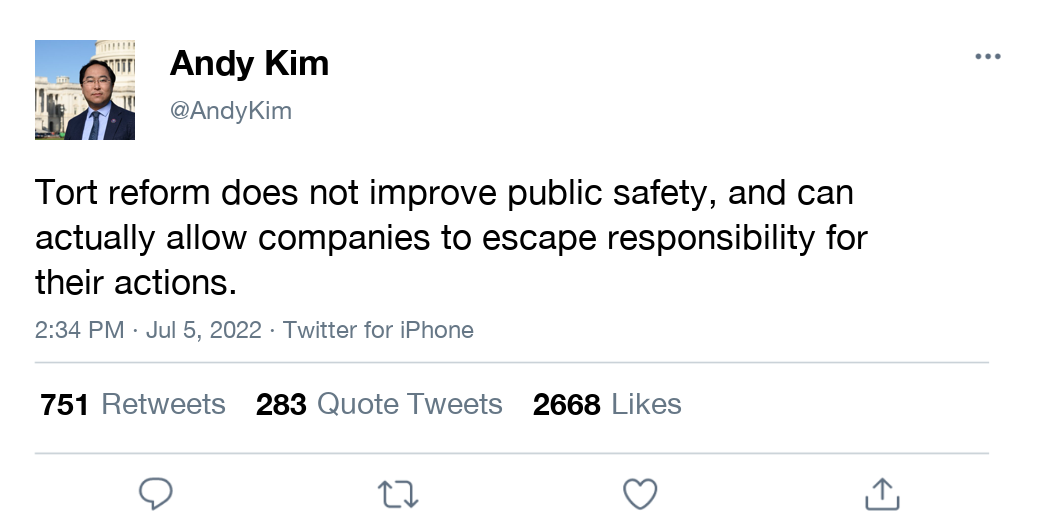 Andy Kim
@AndyKim
Tort reform does not improve public safety, and can
actually allow companies to escape responsibility for
their actions.
2:34 PM · Jul 5, 2022 · Twitter for iPhone
751 Retweets 283 Quote Tweets 2668 Likes